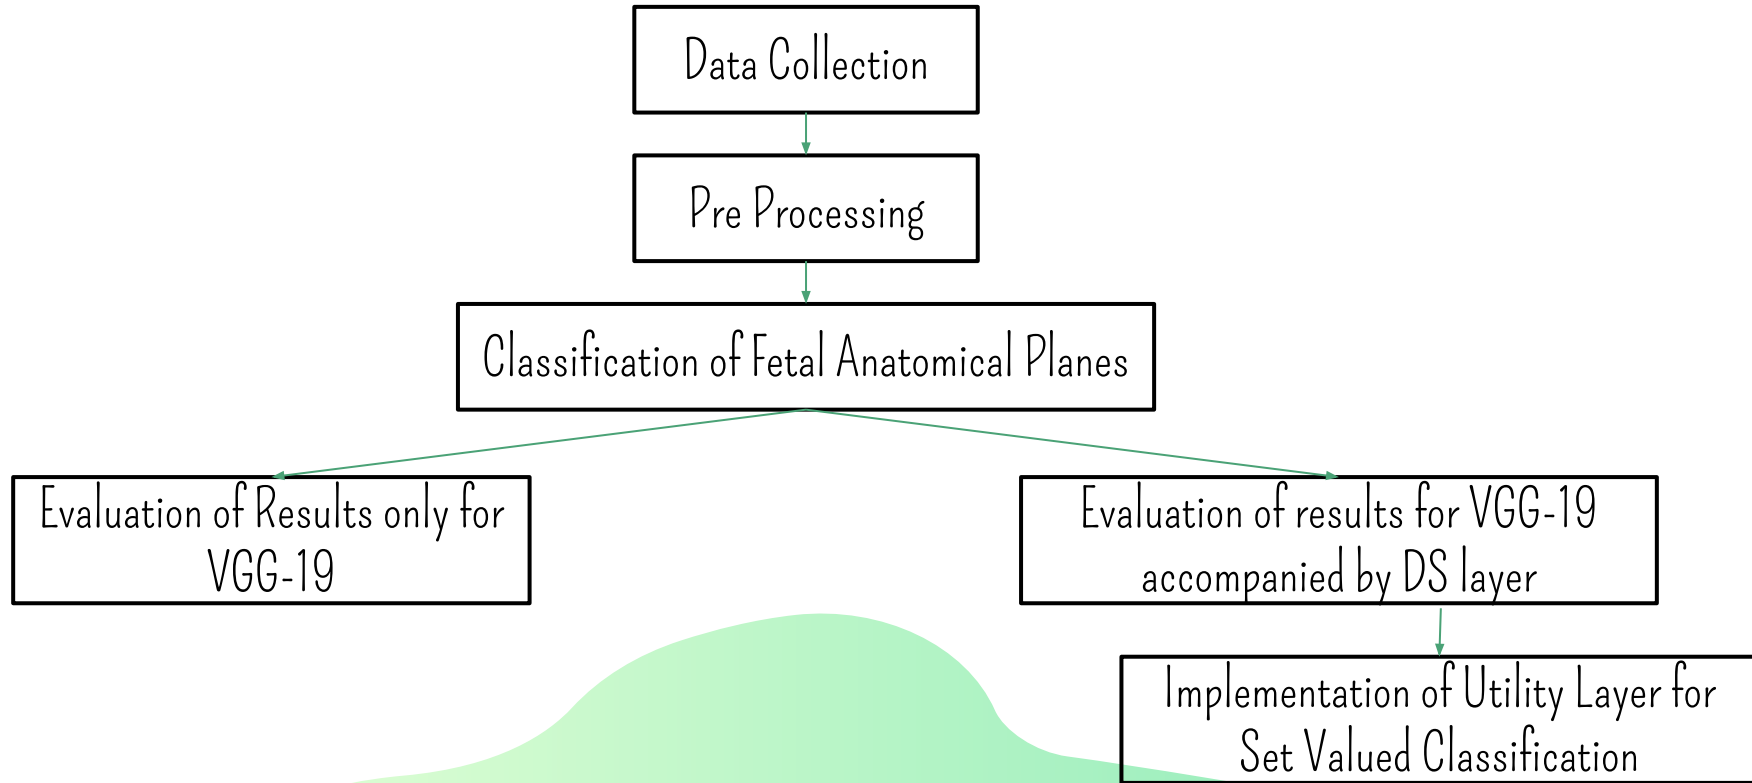 Data Collection
Pre Processing
Classification of Fetal Anatomical Planes
Evaluation of Results only for
VGG-19
Evaluation of results for VGG-19
accompanied by DS layer
Implementation of Utility Layer for
Set Valued Classification